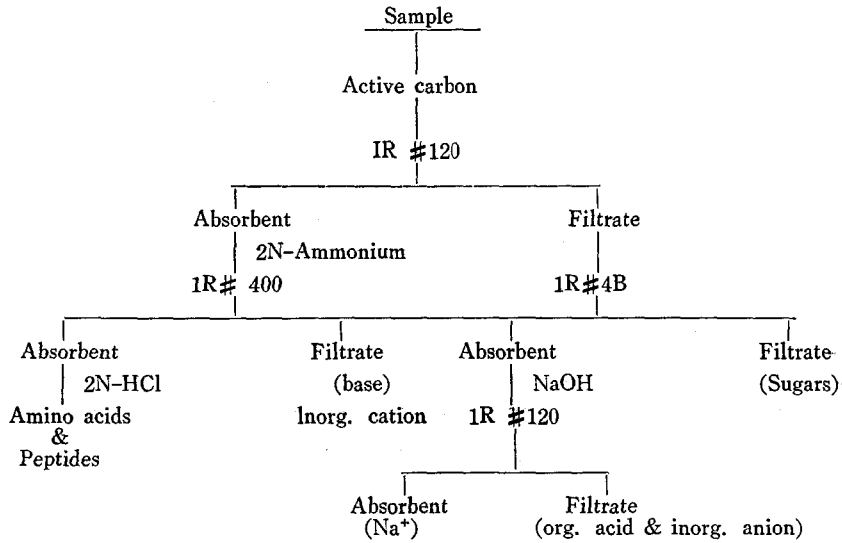 Sample
Active carbon
IR #120
Absorbent Filtrate
2N-Ammonium
1R# 400 1R#4B
Absorbent Filtrate Absorbent Filtrate
2N-HCl (base) NaOH (Sugars)
Amino acids lnorg. cation 1R #120
&
Peptides
Absorbent Filtrate
(Na⁺) (org. acid & inorg. anion)